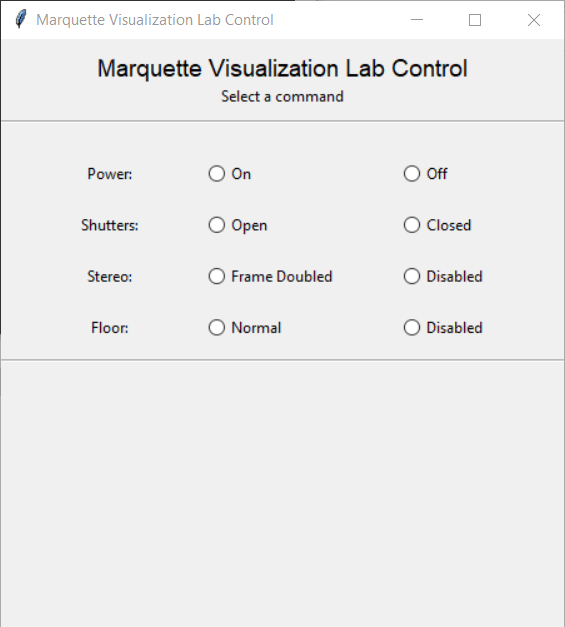 Marquette Visualization Lab Control
Marquette Visualization Lab Control
Select a command
Power: On Off
Shutters: Open Closed
Stereo: Frame Doubled Disabled
Floor: Normal Disabled